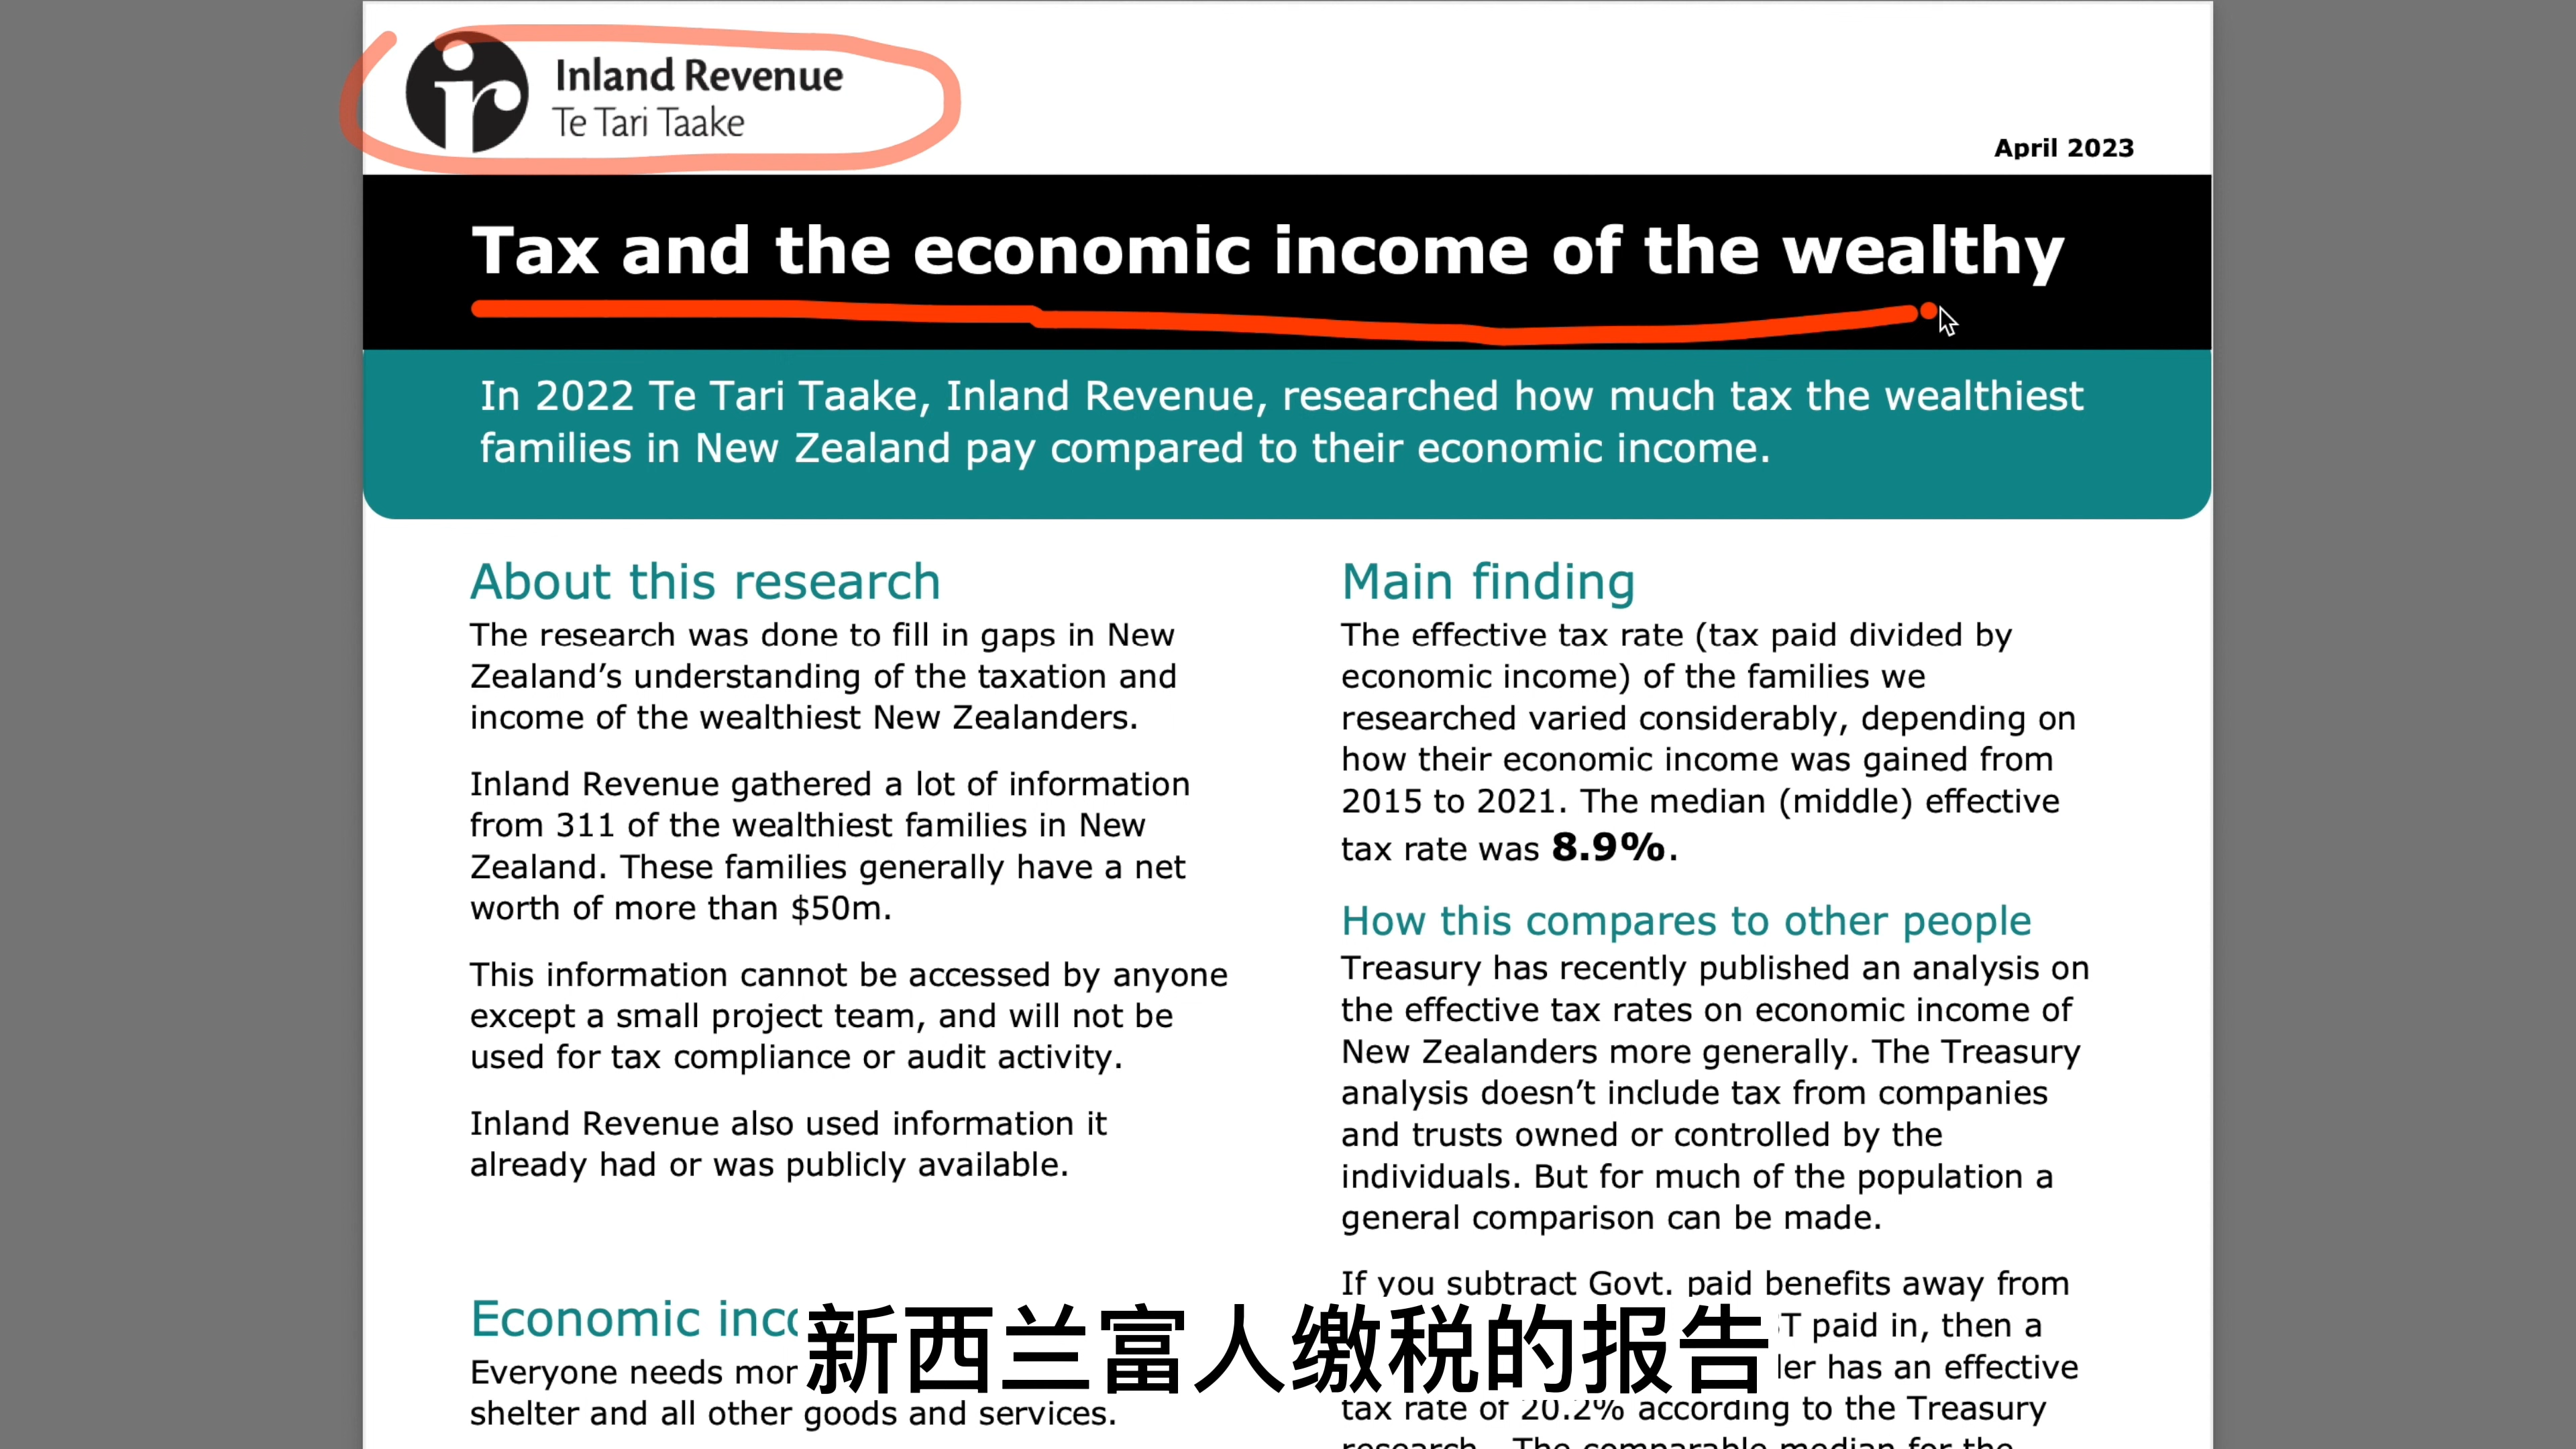 Inland Revenue
Te Tari Taake
April 2023
Tax and the economic income of the wealthy
In 2022 Te Tari Taake, Inland Revenue, researched how much tax the wealthiest
families in New Zealand pay compared to their economic income.
About this research
The research was done to fill in gaps in New
Zealand’s understanding of the taxation and
income of the wealthiest New Zealanders.
Inland Revenue gathered a lot of information
from 311 of the wealthiest families in New
Zealand. These families generally have a net
worth of more than $50m.
This information cannot be accessed by anyone
except a small project team, and will not be
used for tax compliance or audit activity.
Inland Revenue also used information it
already had or was publicly available.
Economic
Everyone needs
shelter and all other goods and services.
Main finding
The effective tax rate (tax paid divided by
economic income) of the families we
researched varied considerably, depending on
how their economic income was gained from
2015 to 2021. The median (middle) effective
tax rate was 8.9%.
How this compares to other people
Treasury has recently published an analysis on
the effective tax rates on economic income of
New Zealanders more generally. The Treasury
analysis doesn’t include tax from companies
and trusts owned or controlled by the
individuals. But for much of the population a
general comparison can be made.
If you subtract Govt. paid benefits away from
paid in, then a
has an effective
tax rate of 20.2% according to the Treasury
research. The comparable median for the
新西兰富人缴税的报告